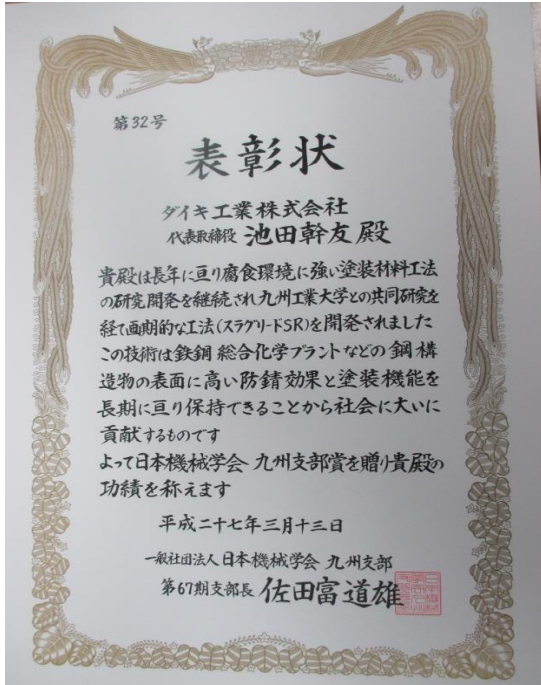 第32号
表彰状
ダイキ工業株式会社
代表取締役 池田幹友殿
貴殿は長年に亘り腐食環境に強い塗装材料工法
の研究開発を継続され九州工業大学との共同研究を
経て画期的な工法(スラグリードSR)を開発されました
この技術は鉄鋼 総合化学プラントなどの鋼構
造物の表面に高い防錆効果と塗装機能を
長期に亘り保持できることから社会に大いに
貢献するものです
よって日本機械学会 九州支部賞を贈り貴殿の
功績を称えます
平成二十七年三月十三日
一般社団法人日本機械学会 九州支部
第67期支部長 佐田富道雄